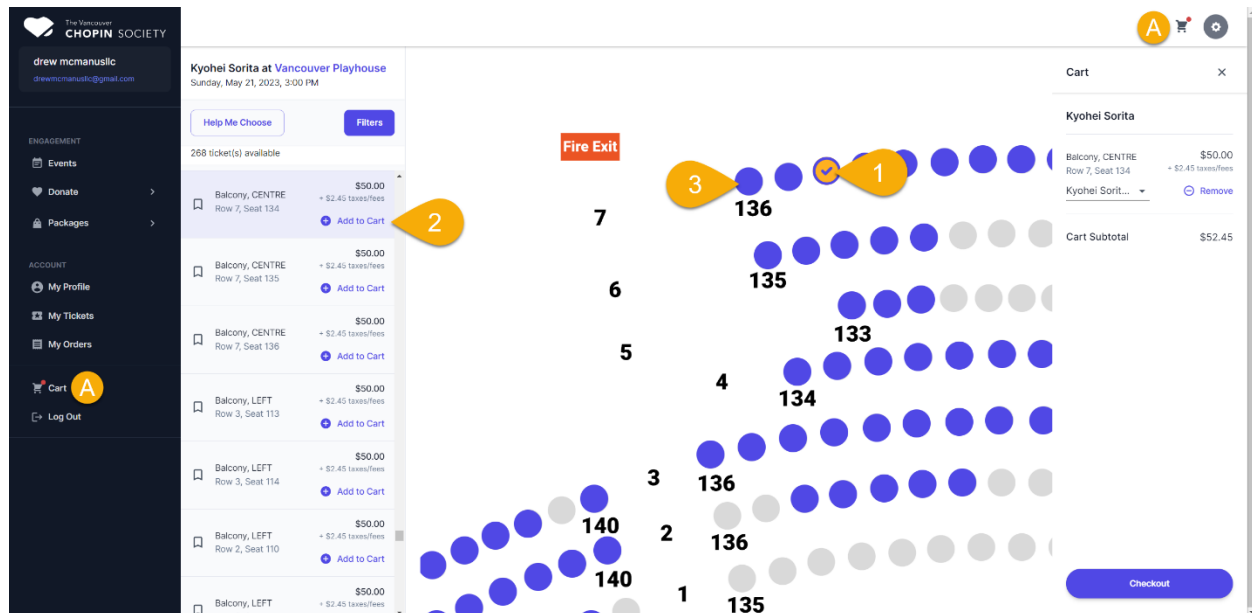 The Vancouver
CHOPIN SOCIETY
drew mcmanusllc
drewmcmanusllc@gmail.com
ENGAGEMENT
Events
Donate
Packages
ACCOUNT
My Profile
My Tickets
My Orders
Cart
A
Log Out
Kyohei Sorita at Vancouver Playhouse
Sunday, May 21, 2023, 3:00 PM
Help Me Choose
Filters
268 ticket(s) available
Balcony, CENTRE
Row 7, Seat 134
$50.00
+ $2.45 taxes/fees
Add to Cart
2
Balcony, CENTRE
Row 7, Seat 135
$50.00
+ $2.45 taxes/fees
Add to Cart
Balcony, CENTRE
Row 7, Seat 136
$50.00
+ $2.45 taxes/fees
Add to Cart
Balcony, LEFT
Row 3, Seat 113
$50.00
+ $2.45 taxes/fees
Add to Cart
Balcony, LEFT
Row 3, Seat 114
$50.00
+ $2.45 taxes/fees
Add to Cart
Balcony, LEFT
Row 2, Seat 110
$50.00
+ $2.45 taxes/fees
Add to Cart
Balcony, LEFT
$50.00
+ $2.45 taxes/fees
Fire Exit
3
1
136
7
135
6
133
5
4
134
3
136
140
2
136
140
1
135
A
Cart
Kyohei Sorita
Balcony, CENTRE
Row 7, Seat 134
$50.00
+ $2.45 taxes/fees
Kyohei Sorit...
Remove
Cart Subtotal
$52.45
Checkout